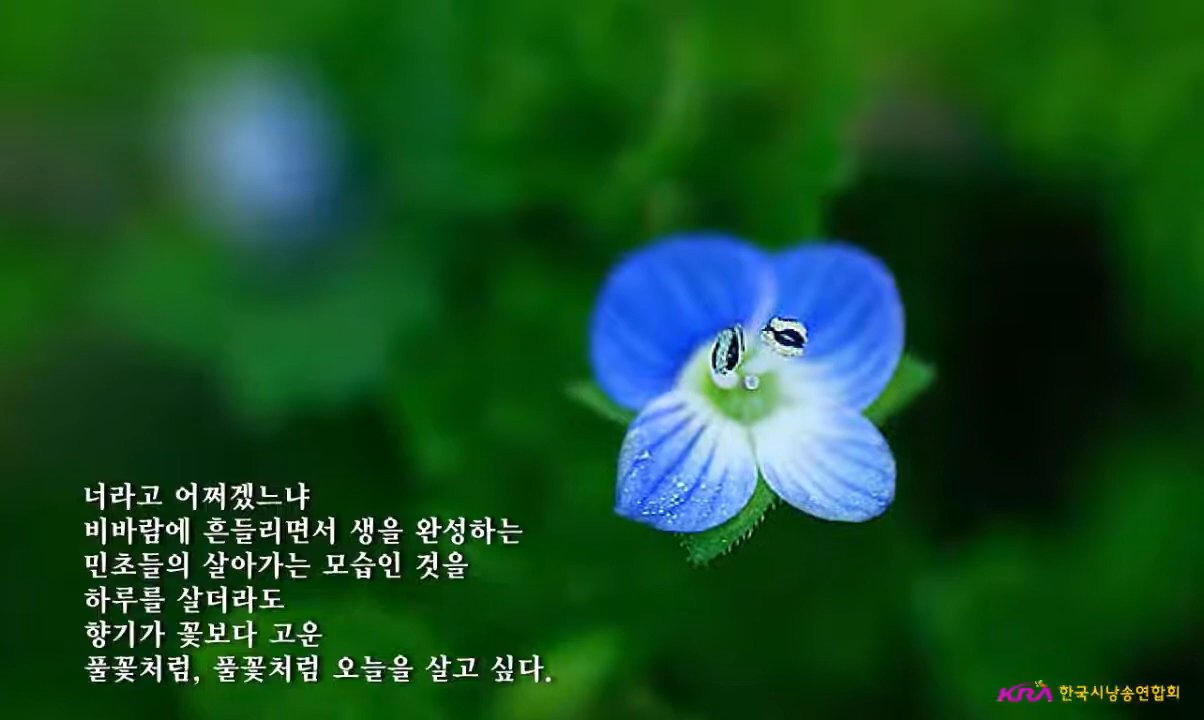 너라고 어쩌겠느냐
비바람에 흔들리면서 생을 완성하는
민초들의 살아가는 모습인 것을
하루를 살더라도
향기가 꽃보다 고운
풀꽃처럼, 풀꽃처럼 오늘을 살고 싶다.
KRA 한국시낭송연합회